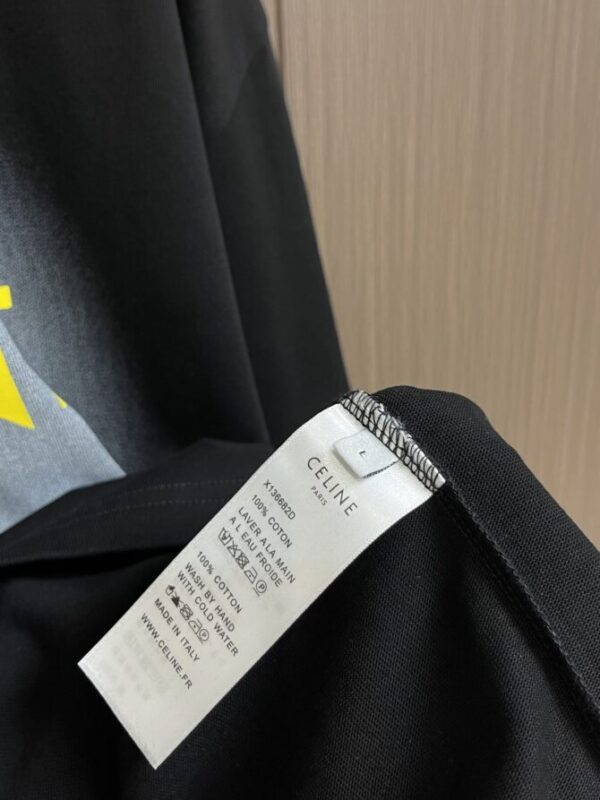 L
CELINE
PARIS
X136682D
100% COTON
LAVER A LA MAIN
A L EAU FROIDE
100% COTTON
WASH BY HAND
WITH COLD WATER
MADE IN ITALY
WWW.CELINE.FR